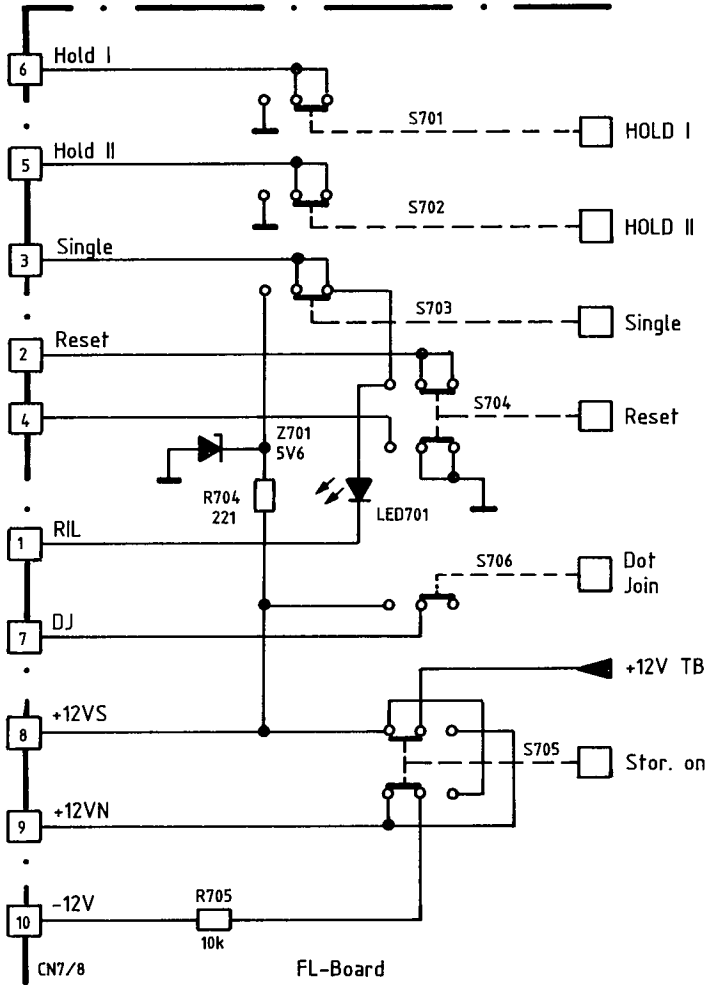 6 Hold I
S701 HOLD I
5 Hold II
S702 HOLD II
3 Single
S703 Single
2 Reset
4
S704 Reset
Z701
5V6
R704
221
LED701
1 RIL
S706 Dot
Join
7 DJ
+12V TB
8 +12VS
S705 Stor. on
9 +12VN
10 -12V
R705
10k
CN7/8
FL-Board